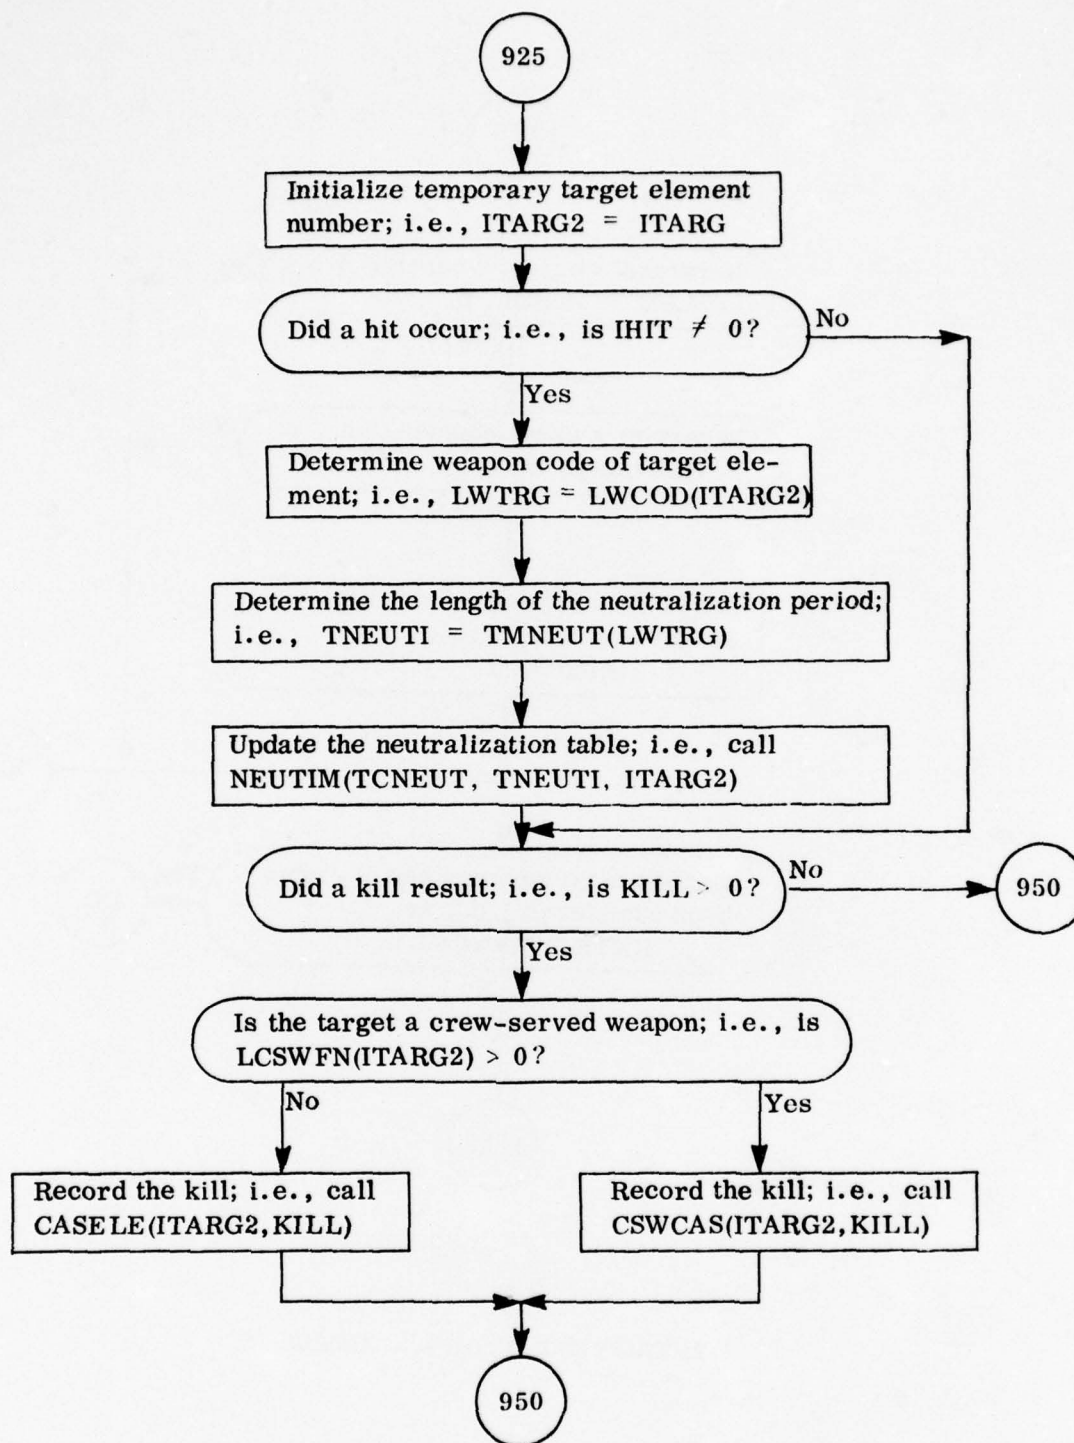 925
Initialize temporary target element
number; i.e., ITARG2 = ITARG
Did a hit occur; i.e., is IHIT ≠ 0?
No
Yes
Determine weapon code of target ele-
ment; i.e., LWTRG = LWCOD(ITARG2)
Determine the length of the neutralization period;
i.e., TNEUTI = TMNEUT(LWTRG)
Update the neutralization table; i.e., call
NEUTIM(TCNEUT, TNEUTI, ITARG2)
Did a kill result; i.e., is KILL > 0?
No
950
Yes
Is the target a crew-served weapon; i.e., is
LCSWFN(ITARG2) > 0?
No
Yes
Record the kill; i.e., call
CASELE(ITARG2,KILL)
Record the kill; i.e., call
CSWCAS(ITARG2,KILL)
950